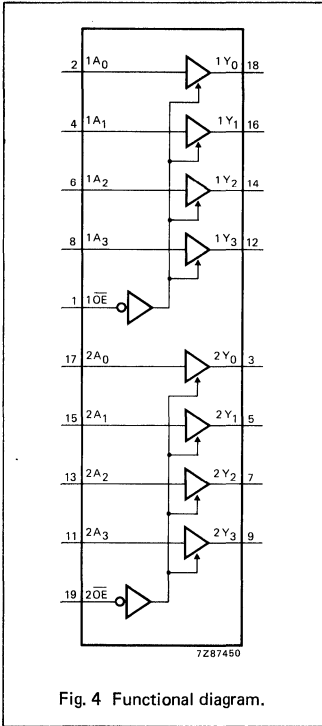 2 1A0 1Y0 18
4 1A1 1Y1 16
6 1A2 1Y2 14
8 1A3 1Y3 12
1 1O̅E̅
17 2A0 2Y0 3
15 2A1 2Y1 5
13 2A2 2Y2 7
11 2A3 2Y3 9
19 2O̅E̅
7Z87450
Fig. 4 Functional diagram.